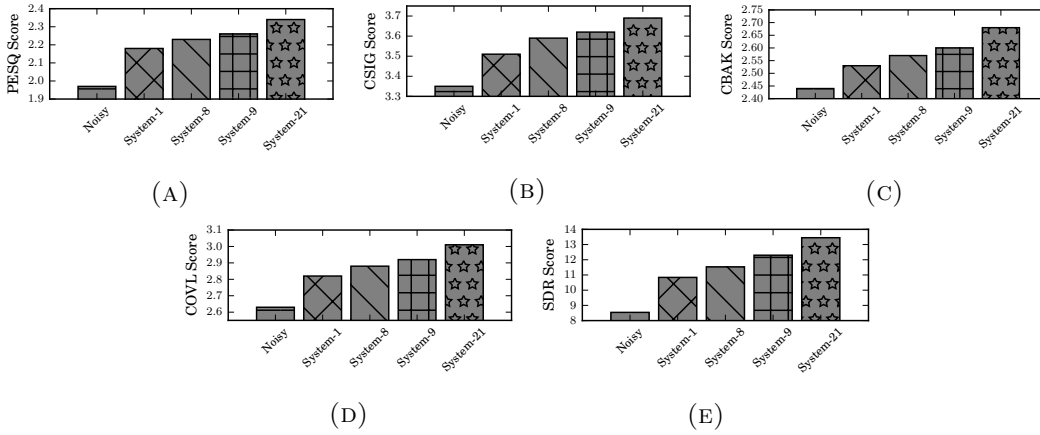 PESQ Score
2.4
2.3
2.2
2.1
2.0
1.9
Noisy
System-1
System-8
System-9
System-21
(A)
CSIG Score
3.7
3.6
3.5
3.4
3.3
Noisy
System-1
System-8
System-9
System-21
(B)
CBAK Score
2.75
2.70
2.65
2.60
2.55
2.50
2.45
2.40
Noisy
System-1
System-8
System-9
System-21
(C)
COVL Score
3.1
3.0
2.9
2.8
2.7
2.6
Noisy
System-1
System-8
System-9
System-21
(D)
SDR Score
14
13
12
11
10
9
8
Noisy
System-1
System-8
System-9
System-21
(E)